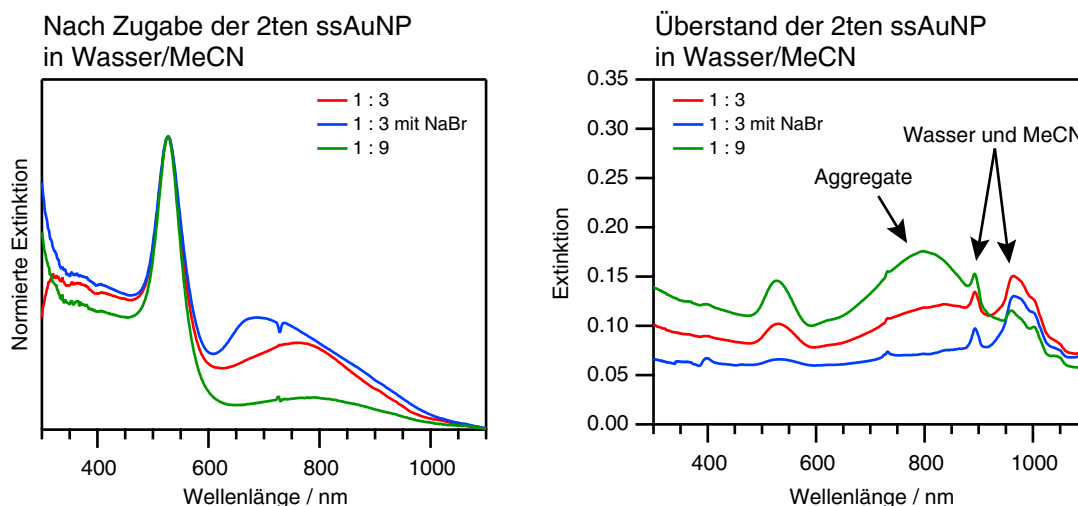 Nach Zugabe der 2ten ssAuNP
in Wasser/MeCN
1 : 3
1 : 3 mit NaBr
1 : 9
Normierte Extinktion
400
600
800
1000
Wellenlänge / nm
Überstand der 2ten ssAuNP
in Wasser/MeCN
0.35
0.30
0.25
0.20
0.15
0.10
0.05
0.00
1 : 3
1 : 3 mit NaBr
1 : 9
Wasser und MeCN
Aggregate
Extinktion
400
600
800
1000
Wellenlänge / nm